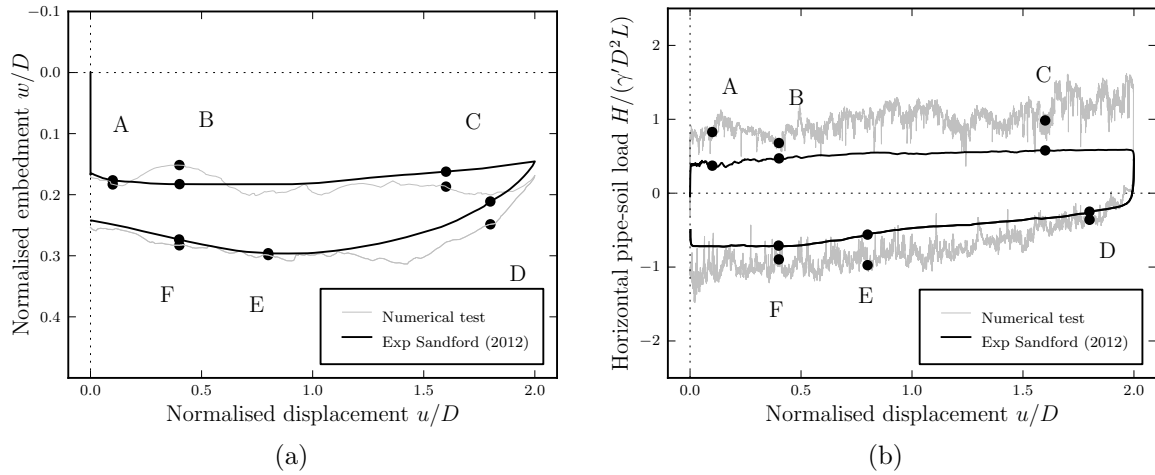 −0.1
0.0
0.1
0.2
0.3
0.4
Normalised embedment w/D
A
B
C
D
E
F
Numerical test
Exp Sandford (2012)
0.0 0.5 1.0 1.5 2.0
Normalised displacement u/D
(a)
2
1
0
−1
−2
Horizontal pipe-soil load H/(γ′D²L)
A
B
C
D
E
F
Numerical test
Exp Sandford (2012)
0.0 0.5 1.0 1.5 2.0
Normalised displacement u/D
(b)